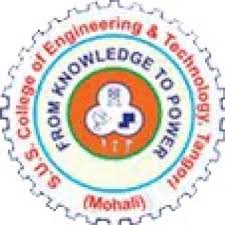 S.U.S. College of Engineering & Technology, Tangori
(Mohali)
FROM KNOWLEDGE TO POWER